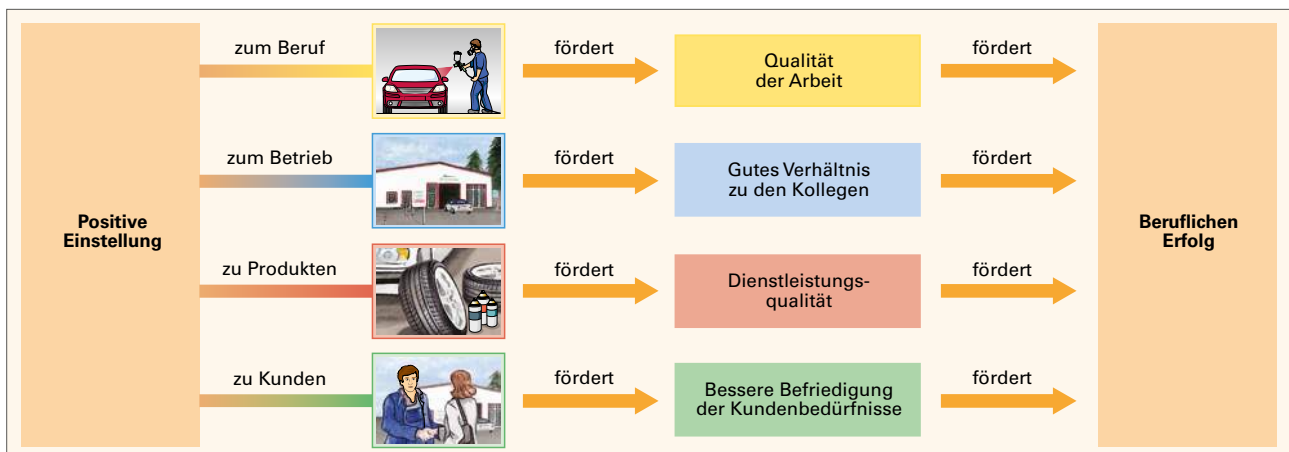 Positive
Einstellung
zum Beruf
fördert
Qualität
der Arbeit
fördert
zum Betrieb
fördert
Gutes Verhältnis
zu den Kollegen
fördert
zu Produkten
fördert
Dienstleistungs-
qualität
fördert
zu Kunden
fördert
Bessere Befriedigung
der Kundenbedürfnisse
fördert
Beruflichen
Erfolg